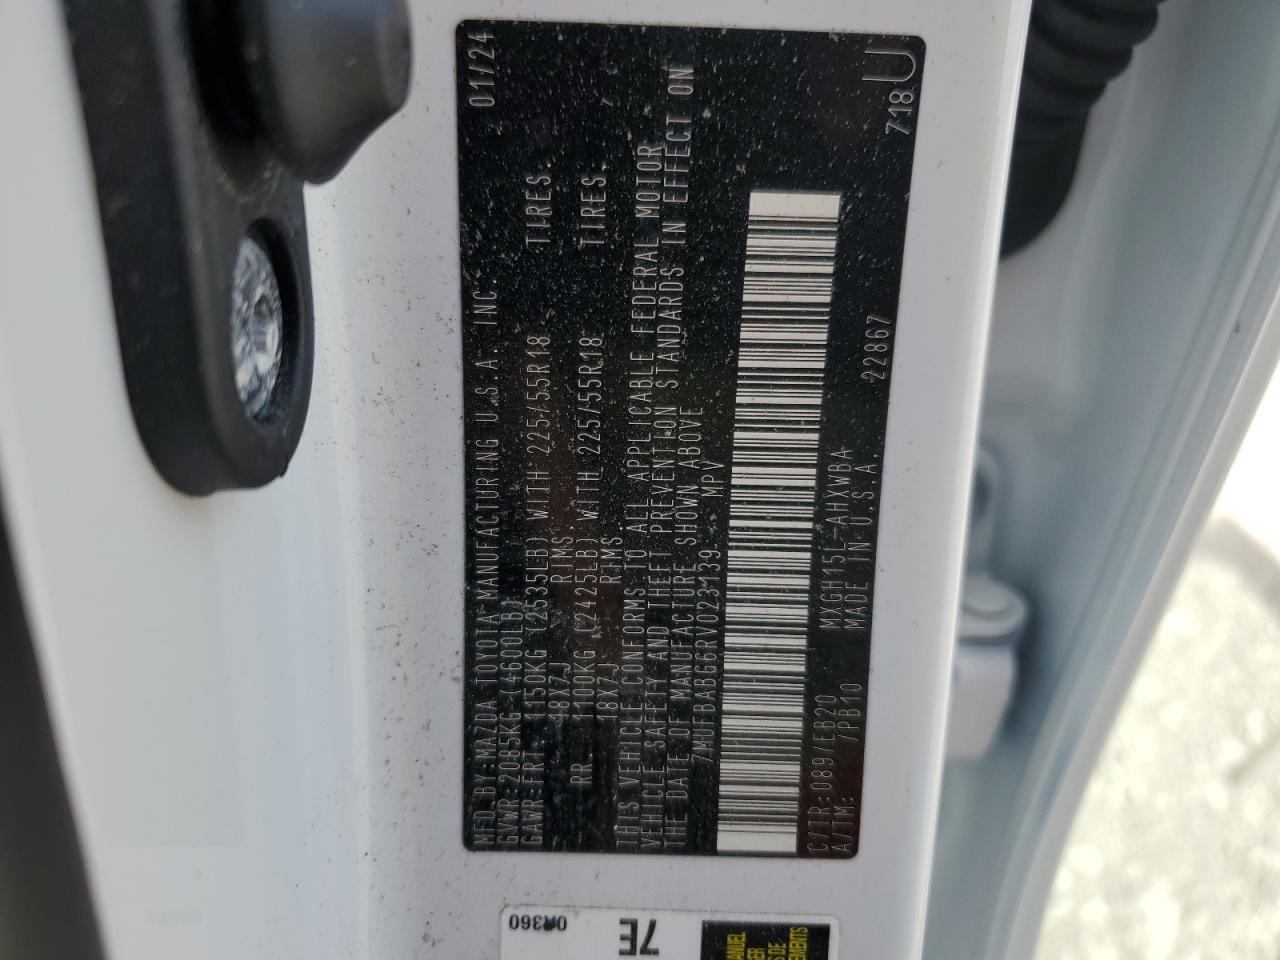 MFD.BY:MAZDA TOYOTA MANUFACTURING U.S.A. INC. 01/24
GVWR:2085KG(4600LB)
GAWR:FRT 1150KG (2535LB)WITH 225/55R18 TIRES
18X7J RIMS.
RR 1100KG (2425LB)WITH 225/55R18 TIRES
18X7J RIMS.
THIS VEHICLE CONFORMS TO ALL APPLICABLE FEDERAL MOTOR
VEHICLE SAFETY AND THEFT PREVENTION STANDARDS IN EFFECT ON
THE DATE OF MANUFACTURE SHOWN ABOVE
7MUFBABG6RV023139 MPV
C/TR:089/EB20 MXGH15L-AHXWBA
A/TM: /PB10 MADE IN U.S.A. 22867
718 U
0R360
7E